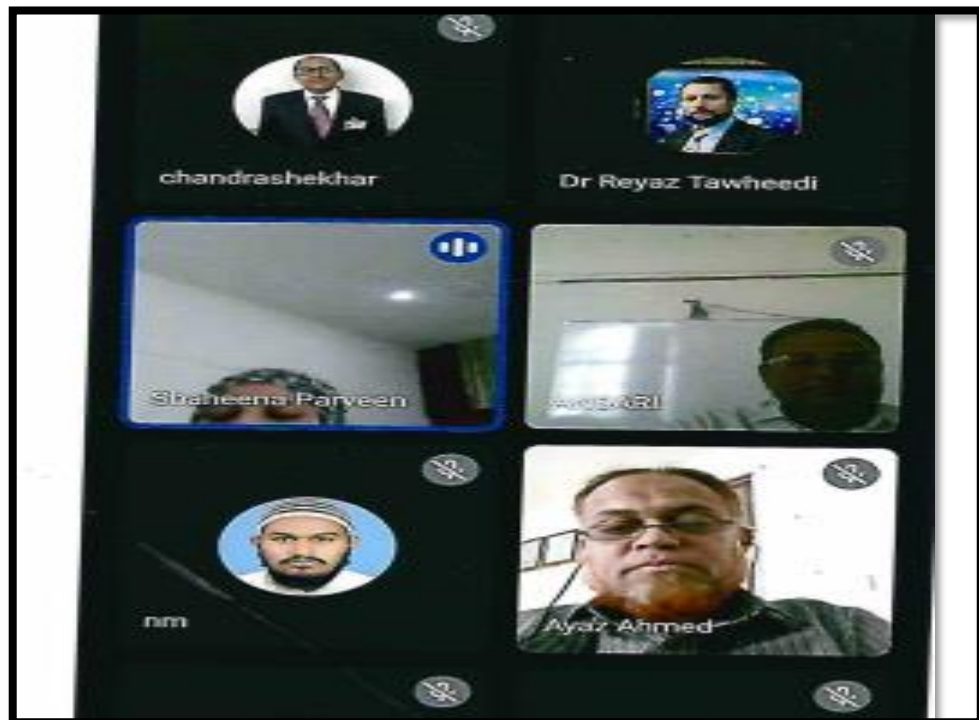 chandrashekhar
Dr Reyaz Tawheedi
Shaheena Parveen
nm
Ayaz Ahmed